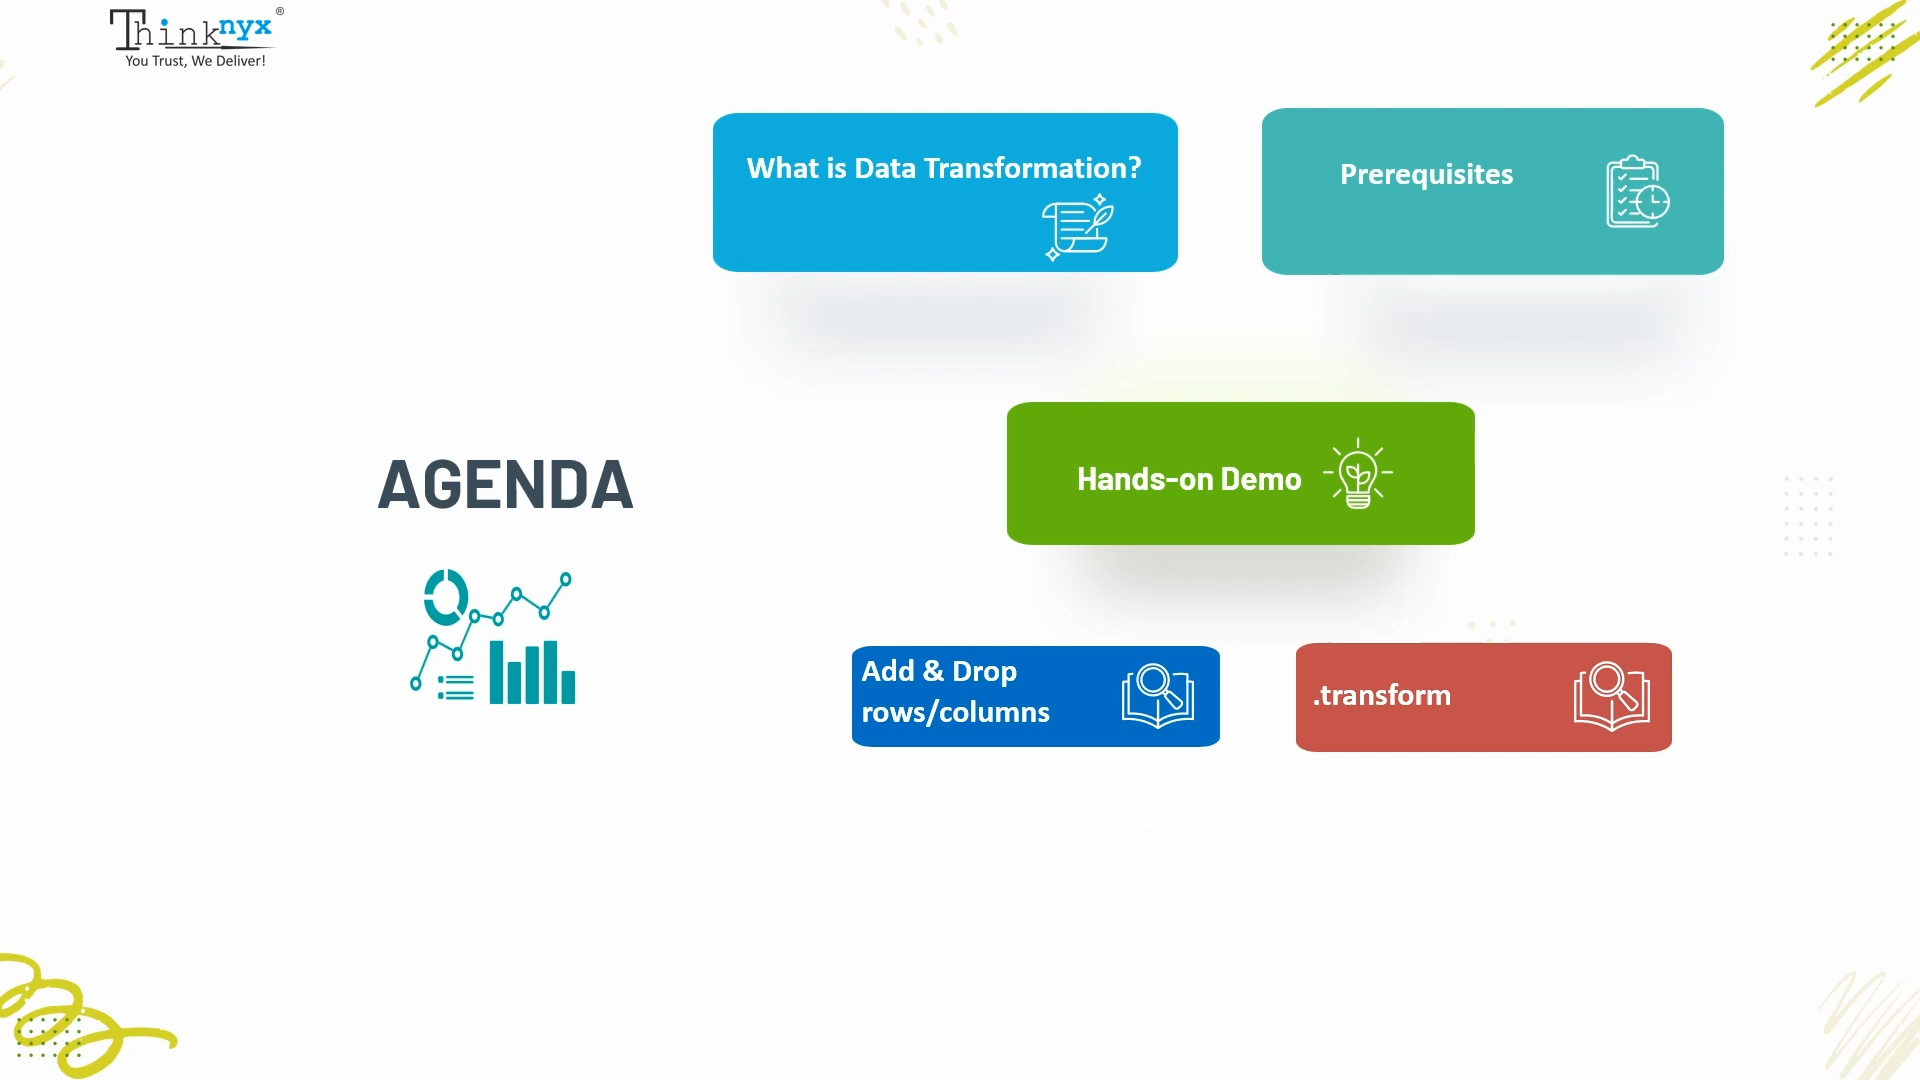 Thinknyx®
You Trust, We Deliver!
What is Data Transformation?
Prerequisites
AGENDA
Hands-on Demo
Add & Drop
rows/columns
.transform